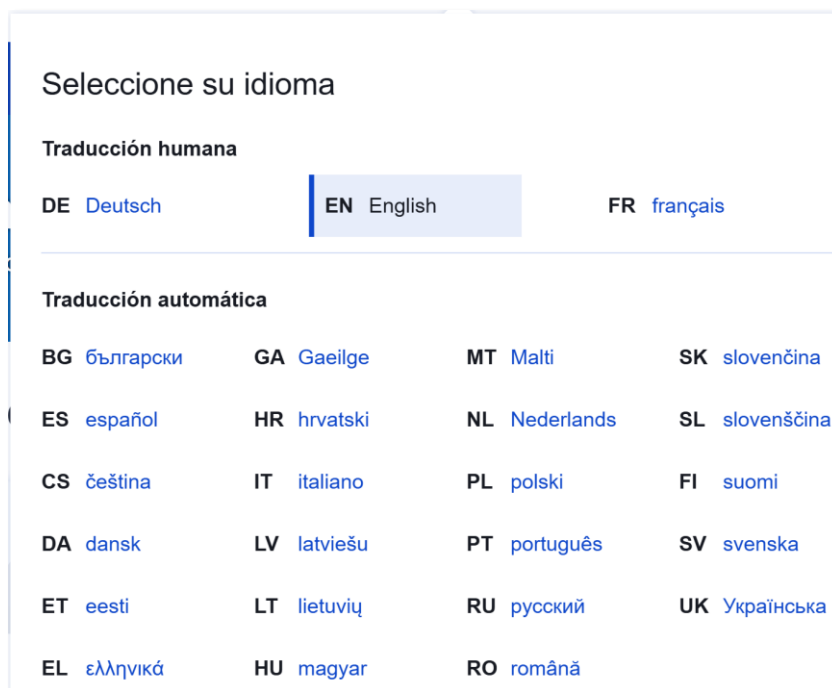 Seleccione su idioma
Traducción humana
DE Deutsch
EN English
FR français
Traducción automática
BG български
GA Gaeilge
MT Malti
SK slovenčina
ES español
HR hrvatski
NL Nederlands
SL slovenščina
CS čeština
IT italiano
PL polski
FI suomi
DA dansk
LV latviešu
PT português
SV svenska
ET eesti
LT lietuvių
RU русский
UK Українська
EL ελληνικά
HU magyar
RO română